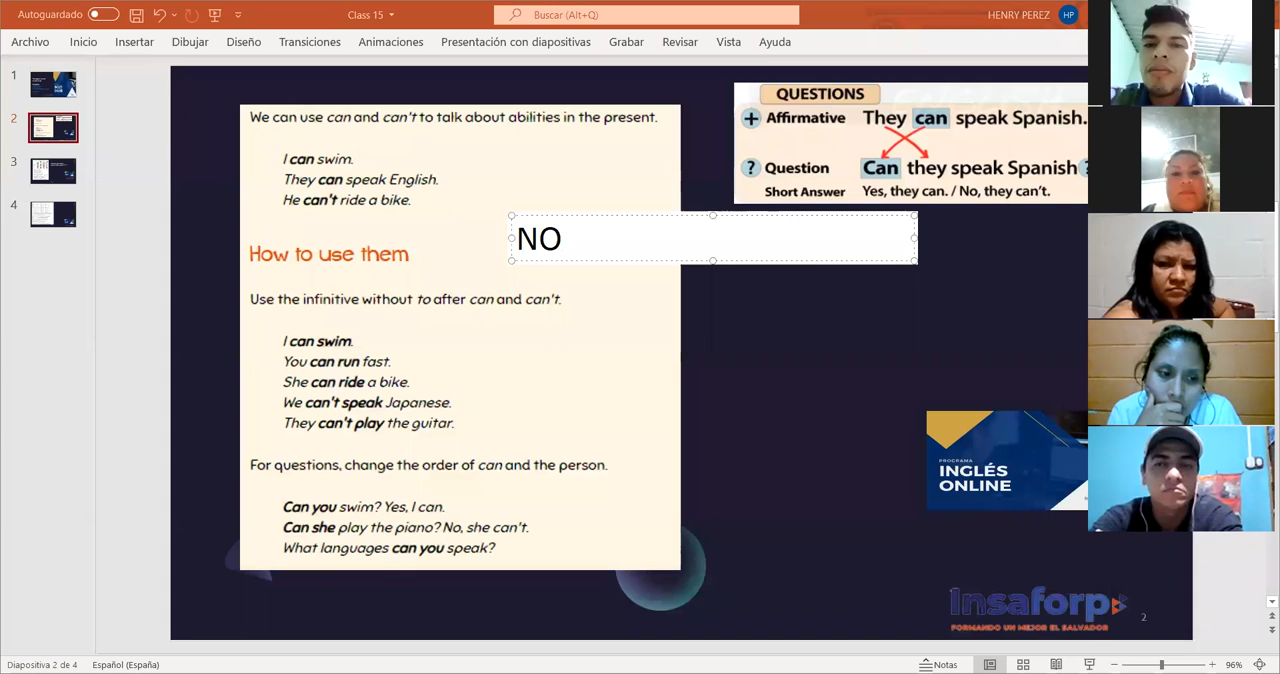 Autoguardado
Class 15
Buscar (Alt+Q)
HENRY PEREZ
HP
Archivo
Inicio
Insertar
Dibujar
Diseño
Transiciones
Animaciones
Presentación con diapositivas
Grabar
Revisar
Vista
Ayuda
1
2
3
4
We can use can and can't to talk about abilities in the present.
I can swim.
They can speak English.
He can't ride a bike.
How to use them
Use the infinitive without to after can and can't.
I can swim.
You can run fast.
She can ride a bike.
We can't speak Japanese.
They can't play the guitar.
For questions, change the order of can and the person.
Can you swim? Yes, I can.
Can she play the piano? No, she can't.
What languages can you speak?
QUESTIONS
+ Affirmative They can speak Spanish.
? Question Can they speak Spanish?
Short Answer Yes, they can. / No, they can't.
NO
PROGRAMA
INGLÉS
ONLINE
Insaforp
FORMANDO UN MEJOR EL SALVADOR
2
Diapositiva 2 de 4
Español (España)
Notas
96%